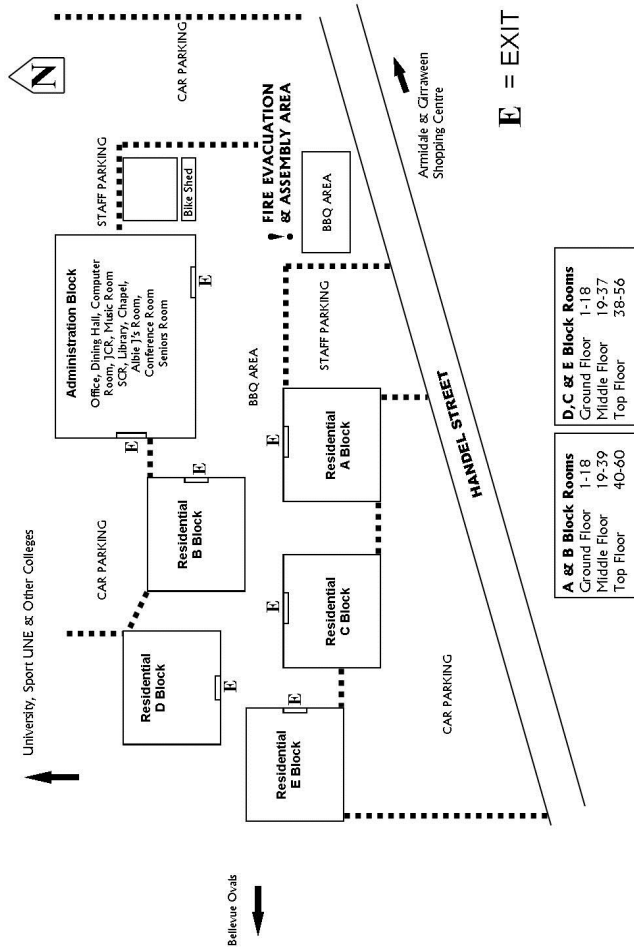 University, Sport UNE & Other Colleges
N
Bellevue Ovals
CAR PARKING
STAFF PARKING
CAR PARKING
Administration Block
Office, Dining Hall, Computer
Room, JCR, Music Room
SCR, Library, Chapel,
Albie J's Room,
Conference Room
Seniors Room
E
E
Bike Shed
Residential
D Block
E
Residential
B Block
E
BBQ AREA
! FIRE EVACUATION
& ASSEMBLY AREA
BBQ AREA
Residential
E Block
E
Residential
C Block
E
Residential
A Block
E
STAFF PARKING
CAR PARKING
HANDEL STREET
Armidale & Girraween
Shopping Centre
A & B Block Rooms
Ground Floor 1-18
Middle Floor 19-39
Top Floor 40-60
D,C & E Block Rooms
Ground Floor 1-18
Middle Floor 19-37
Top Floor 38-56
E = EXIT